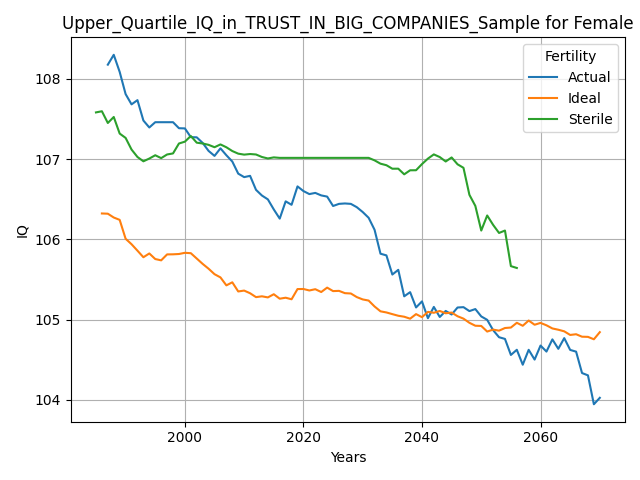 Upper_Quartile_IQ_in_TRUST_IN_BIG_COMPANIES_Sample for Female
Fertility
Actual
Ideal
Sterile
108
107
106
105
104
IQ
2000 2020 2040 2060
Years